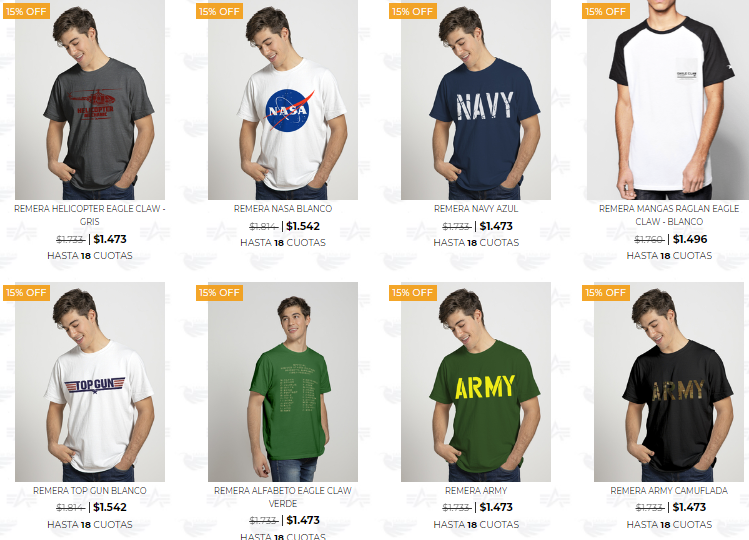 15% OFF
15% OFF
15% OFF
15% OFF
HELICOPTER
NASA
NAVY
EAGLE CLAW
REMERA HELICOPTER EAGLE CLAW -
GRIS
$1.733 | $1.473
HASTA 18 CUOTAS
REMERA NASA BLANCO
$1.814 | $1.542
HASTA 18 CUOTAS
REMERA NAVY AZUL
$1.733 | $1.473
HASTA 18 CUOTAS
REMERA MANGAS RAGLAN EAGLE
CLAW - BLANCO
$1.760 | $1.496
HASTA 18 CUOTAS
15% OFF
15% OFF
15% OFF
15% OFF
TOP GUN
ARMY
ARMY
REMERA TOP GUN BLANCO
$1.814 | $1.542
HASTA 18 CUOTAS
REMERA ALFABETO EAGLE CLAW
VERDE
$1.733 | $1.473
HASTA 18 CUOTAS
REMERA ARMY
$1.733 | $1.473
HASTA 18 CUOTAS
REMERA ARMY CAMUFLADA
$1.733 | $1.473
HASTA 18 CUOTAS